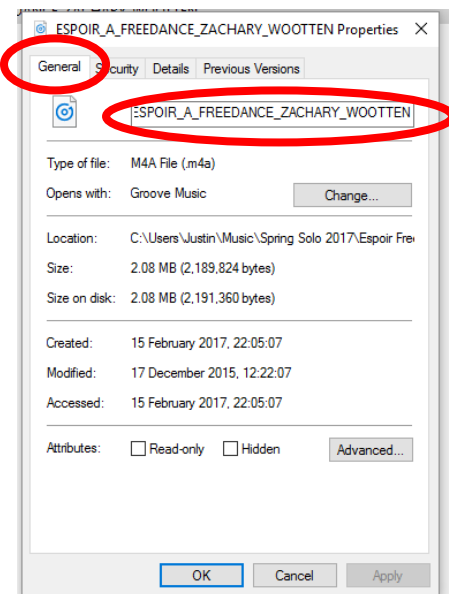 ESPOIR_A_FREEDANCE_ZACHARY_WOOTTEN Properties
General Security Details Previous Versions
ESPOIR_A_FREEDANCE_ZACHARY_WOOTTEN
Type of file: M4A File (.m4a)
Opens with: Groove Music Change...
Location: C:\Users\Justin\Music\Spring Solo 2017\Espoir Free
Size: 2.08 MB (2,189,824 bytes)
Size on disk: 2.08 MB (2,191,360 bytes)
Created: 15 February 2017, 22:05:07
Modified: 17 December 2015, 12:22:07
Accessed: 15 February 2017, 22:05:07
Attributes: Read-only Hidden Advanced...
OK Cancel Apply